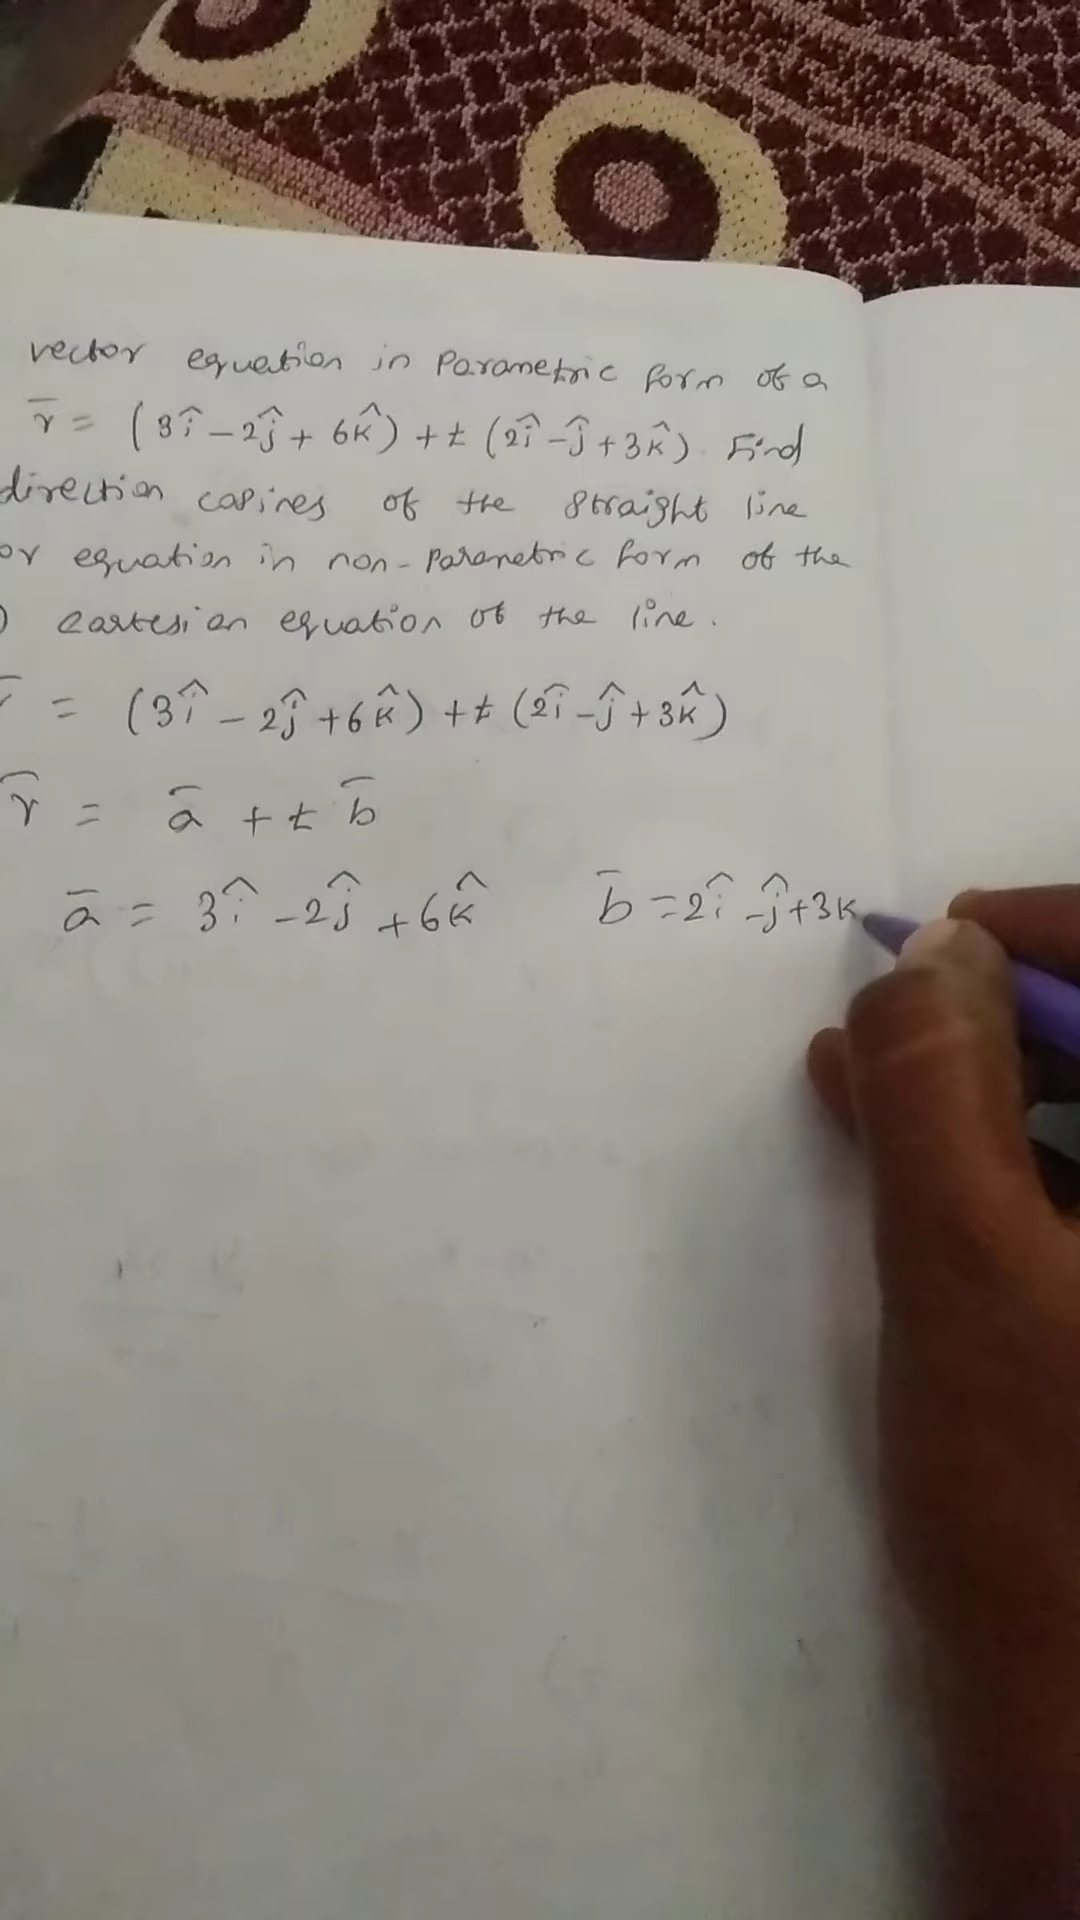 vector equation in Parametric form of a
r̅ = (3î - 2ĵ + 6k̂) + t (2î - ĵ + 3k̂). Find
direction cosines of the straight line
or equation in non-Parametric form of the
) cartesian equation of the line.
r̅ = (3î - 2ĵ + 6k̂) + t (2î - ĵ + 3k̂)
r̅ = a̅ + t b̅
a̅ = 3î - 2ĵ + 6k̂ b̅ = 2î - ĵ + 3k